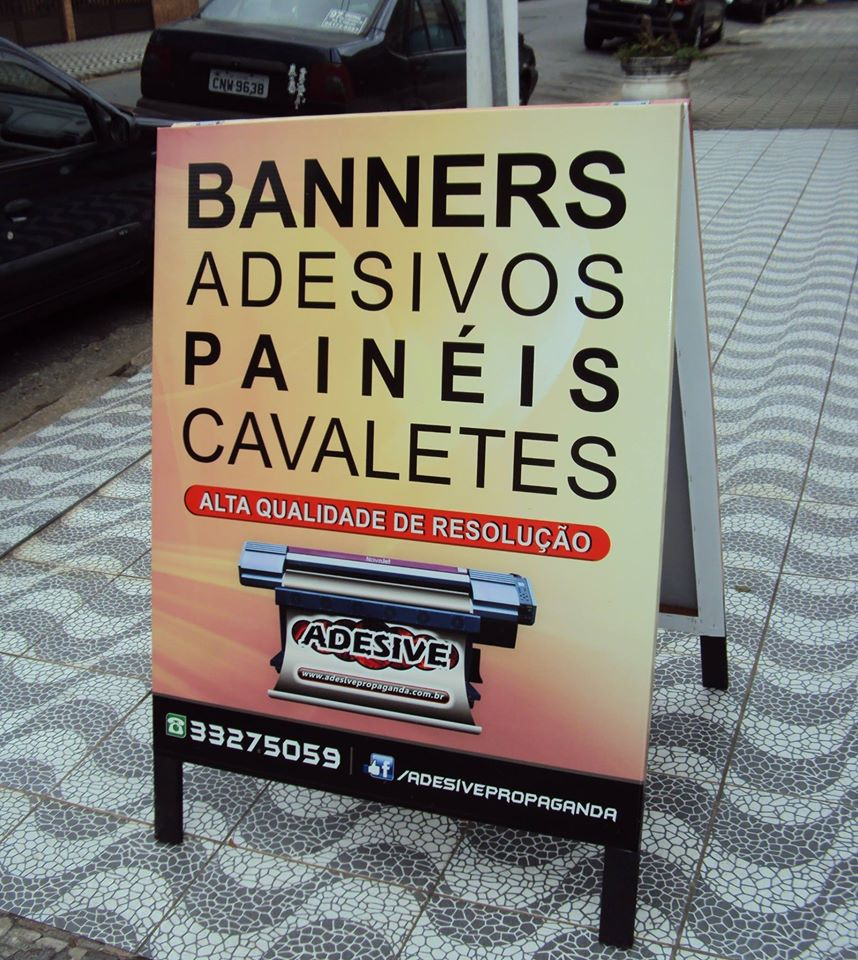 CNW 9638
BANNERS
ADESIVOS
PAINÉIS
CAVALETES
ALTA QUALIDADE DE RESOLUÇÃO
NovaJet
ADESIVE
www.adesivepropaganda.com.br
33275059
/ADESIVEPROPAGANDA